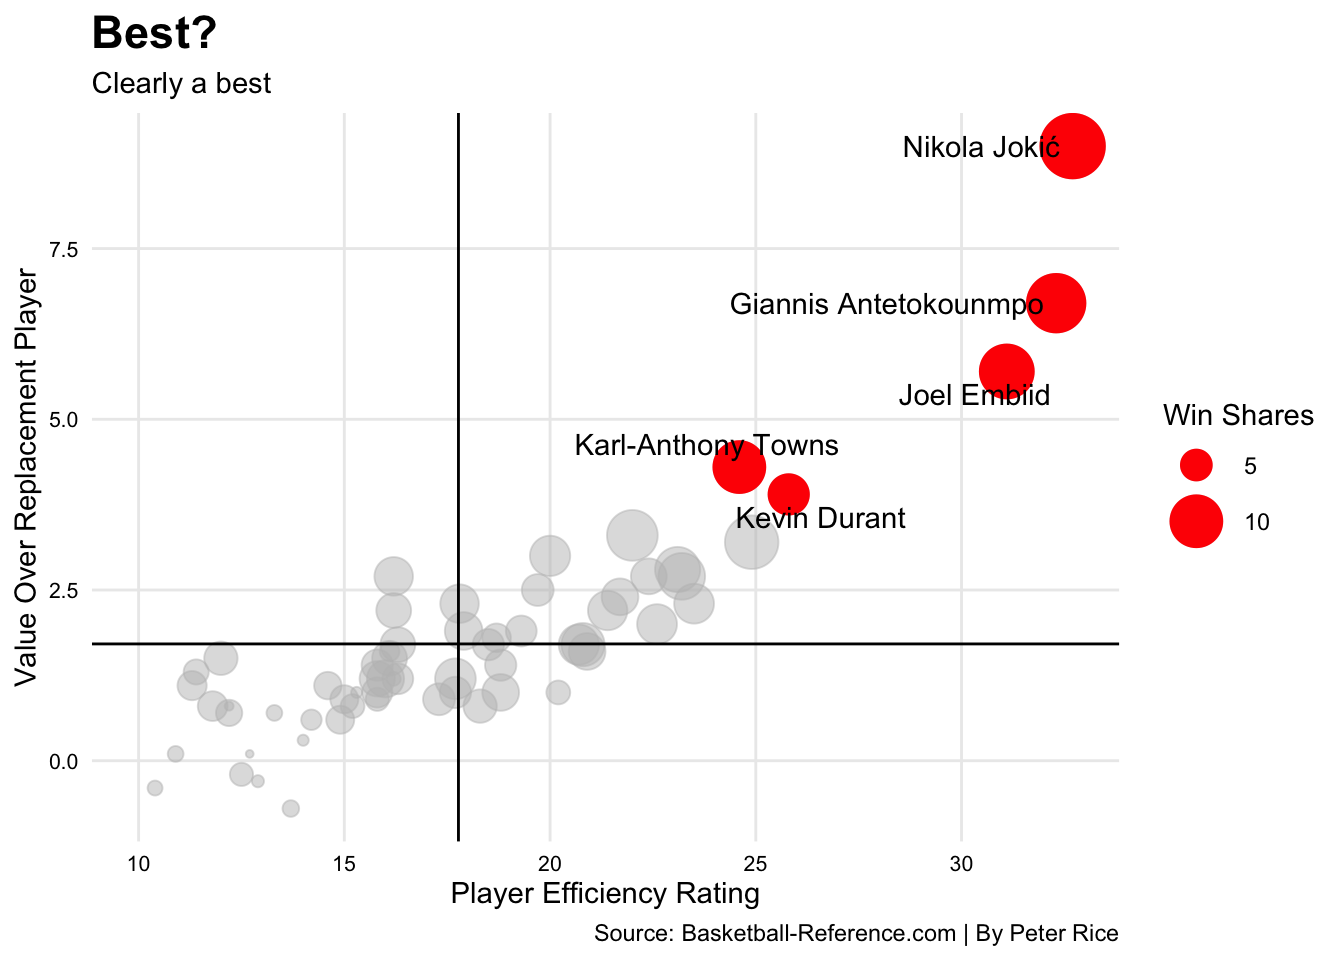 Best?
Clearly a best
Nikola Jokić
Giannis Antetokounmpo
Joel Embiid
Karl-Anthony Towns
Kevin Durant
Value Over Replacement Player
7.5
5.0
2.5
0.0
10
15
20
25
30
Player Efficiency Rating
Win Shares
5
10
Source: Basketball-Reference.com | By Peter Rice